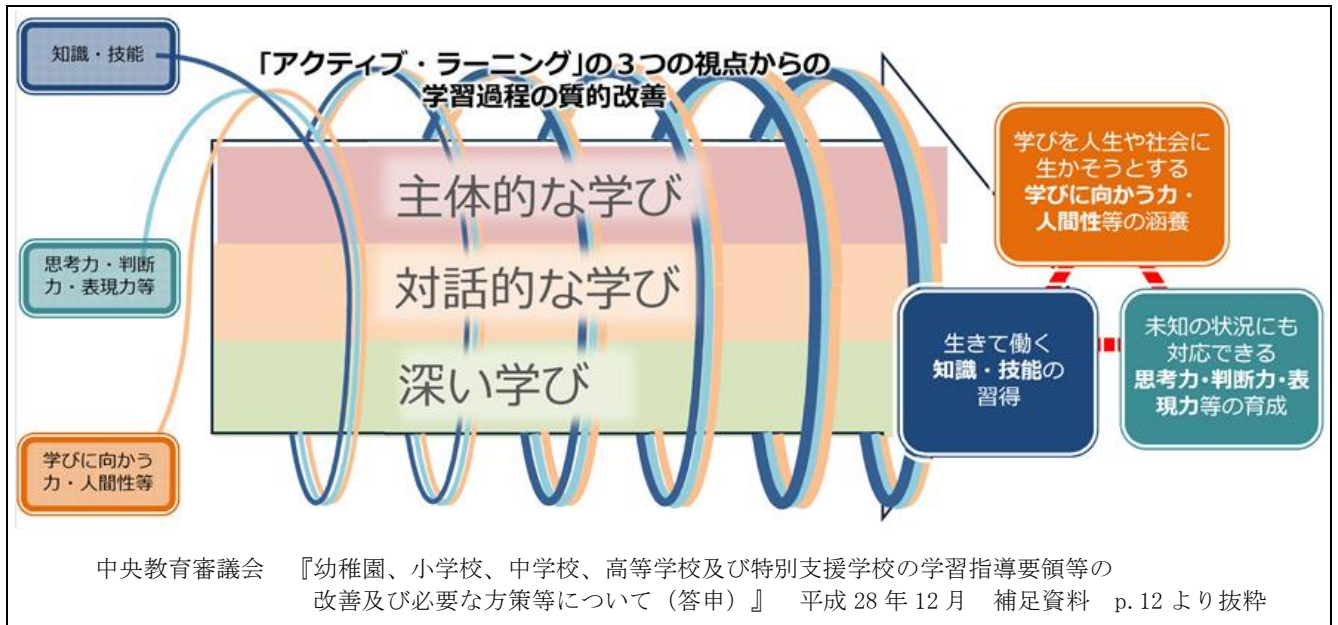 知識・技能
「アクティブ・ラーニング」の３つの視点からの
学習過程の質的改善
主体的な学び
対話的な学び
深い学び
思考力・判断
力・表現力等
学びに向かう
力・人間性等
学びを人生や社会に
生かそうとする
学びに向かう力・
人間性等の涵養
生きて働く
知識・技能の
習得
未知の状況にも
対応できる
思考力・判断力・表
現力等の育成
中央教育審議会　『幼稚園、小学校、中学校、高等学校及び特別支援学校の学習指導要領等の
改善及び必要な方策等について（答申）』　平成 28 年 12 月　補足資料　p.12 より抜粋